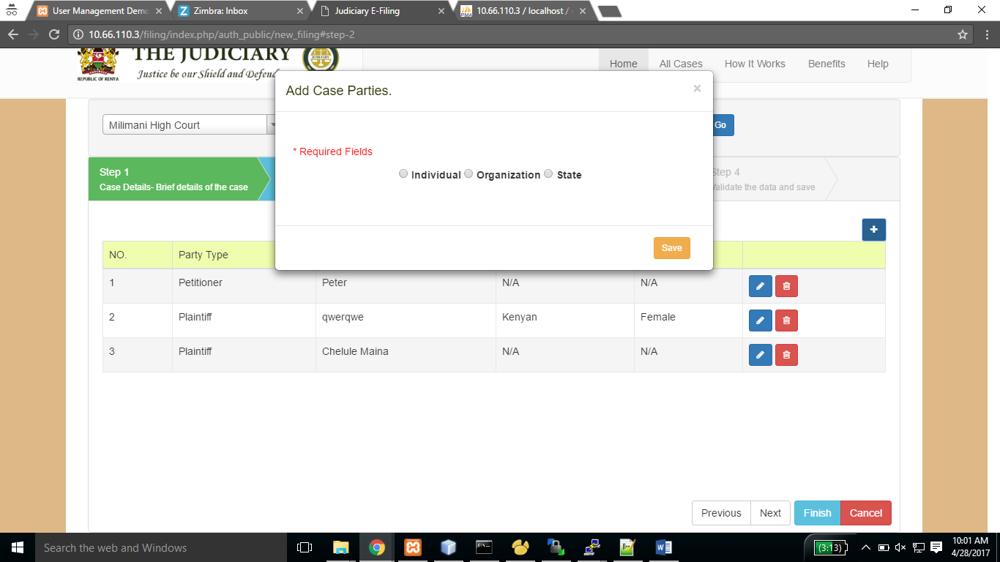 User Management Demo
Zimbra: Inbox
Judiciary E-Filing
10.66.110.3 / localhost /
10.66.110.3/filing/index.php/auth_public/new_filing#step-2
THE JUDICIARY
Justice be our Shield and Defend
REPUBLIC OF KENYA
Home All Cases How It Works Benefits Help
Add Case Parties.
×
Milimani High Court
Go
* Required Fields
Individual Organization State
Step 1
Case Details- Brief details of the case
Step 4
Validate the data and save
Save
NO. Party Type
1 Petitioner Peter N/A N/A
2 Plaintiff qwerqwe Kenyan Female
3 Plaintiff Chelule Maina N/A N/A
Previous Next Finish Cancel
Search the web and Windows
(3:13)
10:01 AM
4/28/2017